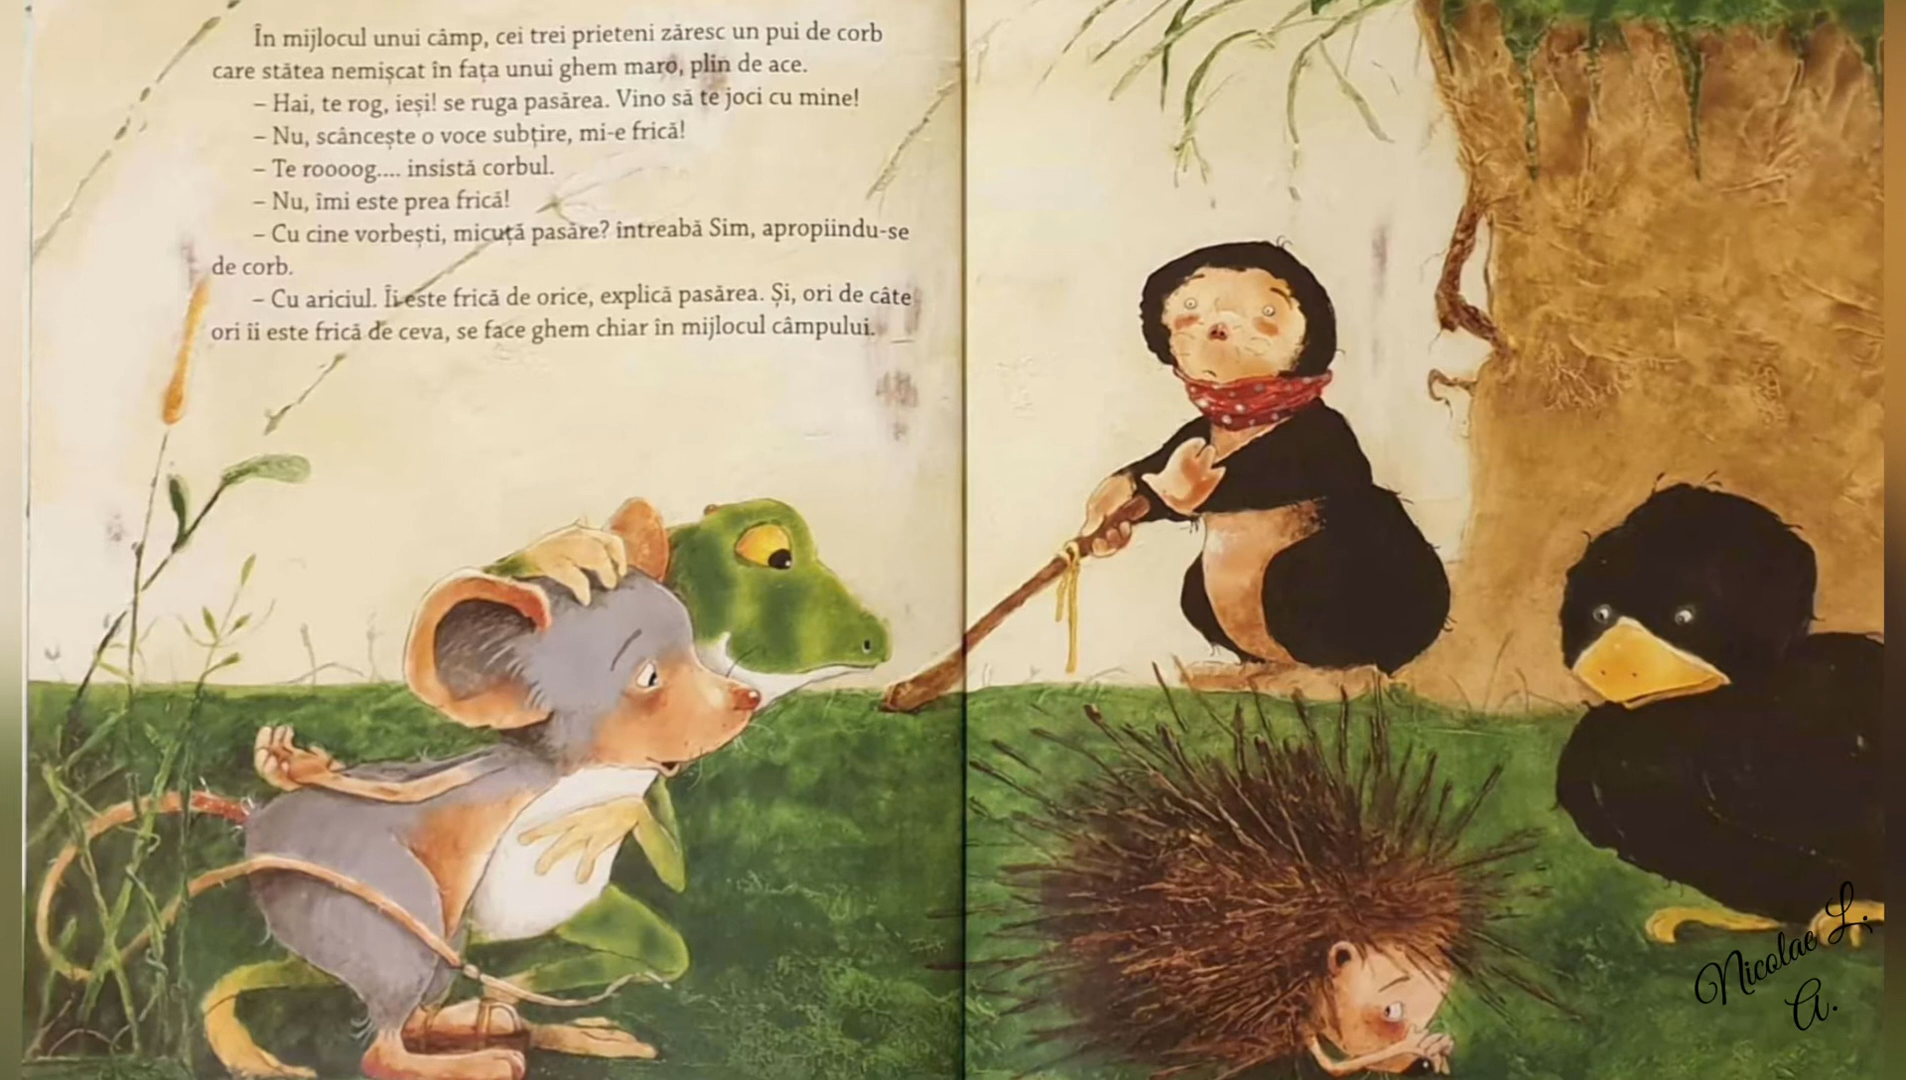 În mijlocul unui câmp, cei trei prieteni zăresc un pui de corb
care stătea nemișcat în fața unui ghem maro, plin de ace.
– Hai, te rog, ieși! se ruga pasărea. Vino să te joci cu mine!
– Nu, scâncește o voce subțire, mi-e frică!
– Te roooog.... insistă corbul.
– Nu, îmi este prea frică!
– Cu cine vorbești, micuță pasăre? întreabă Sim, apropiindu-se
de corb.
– Cu ariciul. Îi este frică de orice, explică pasărea. Și, ori de câte
ori îi este frică de ceva, se face ghem chiar în mijlocul câmpului.
Nicolae L.
A.